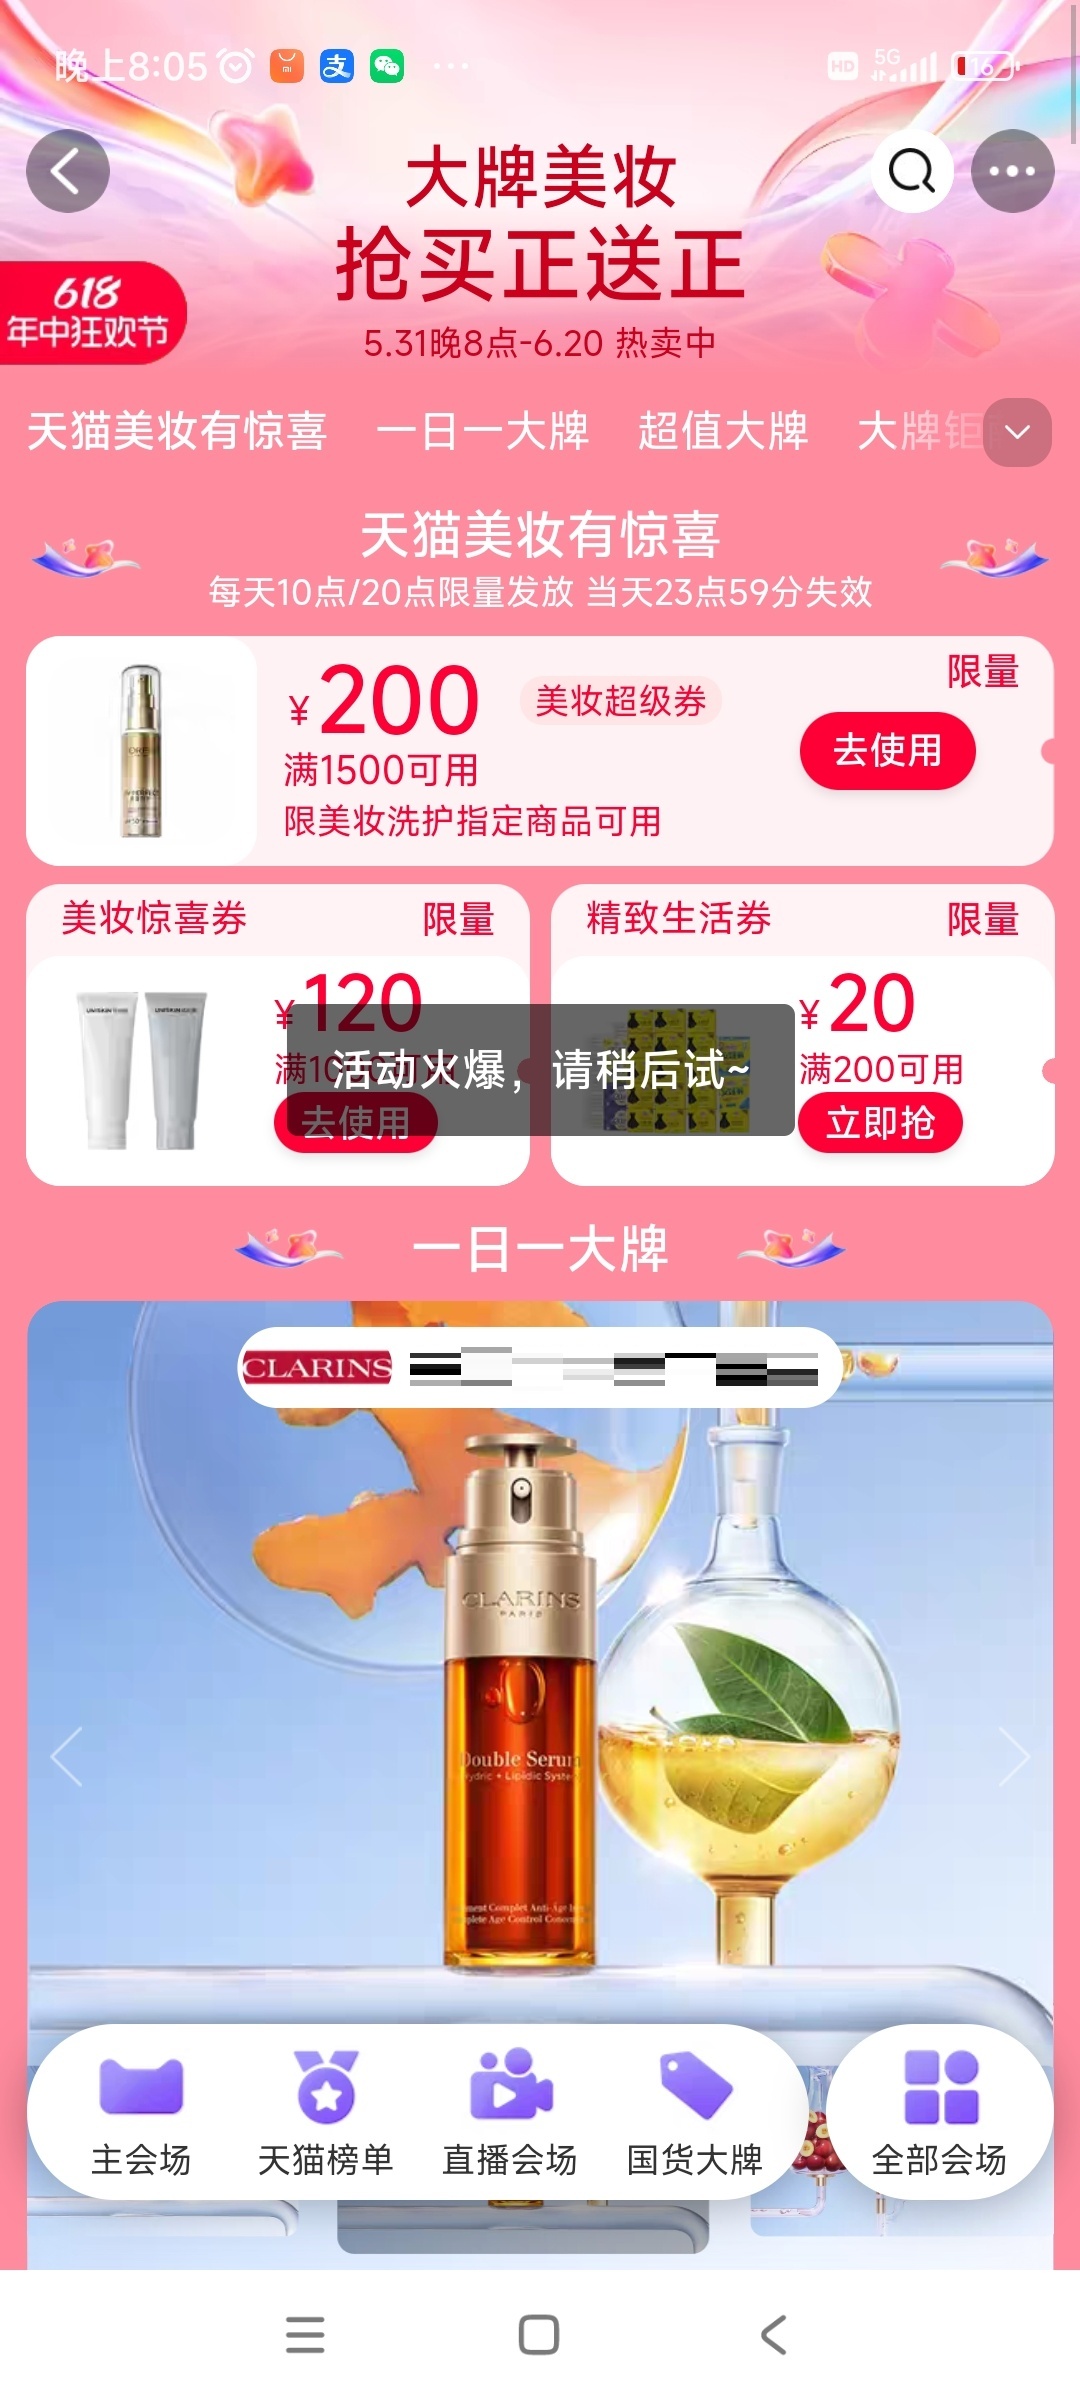 晚上8:05
HD 5G 16
大牌美妆
抢买正送正
618
年中狂欢节
5.31晚8点-6.20 热卖中
天猫美妆有惊喜 一日一大牌 超值大牌 大牌钜
天猫美妆有惊喜
每天10点/20点限量发放 当天23点59分失效
¥200 美妆超级券 限量
满1500可用
去使用
限美妆洗护指定商品可用
美妆惊喜券 限量
¥120
去使用
精致生活券 限量
¥20
满200可用
立即抢
活动火爆，请稍后试~
一日一大牌
CLARINS
CLARINS
PARIS
Double Serum
主会场 天猫榜单 直播会场 国货大牌 全部会场